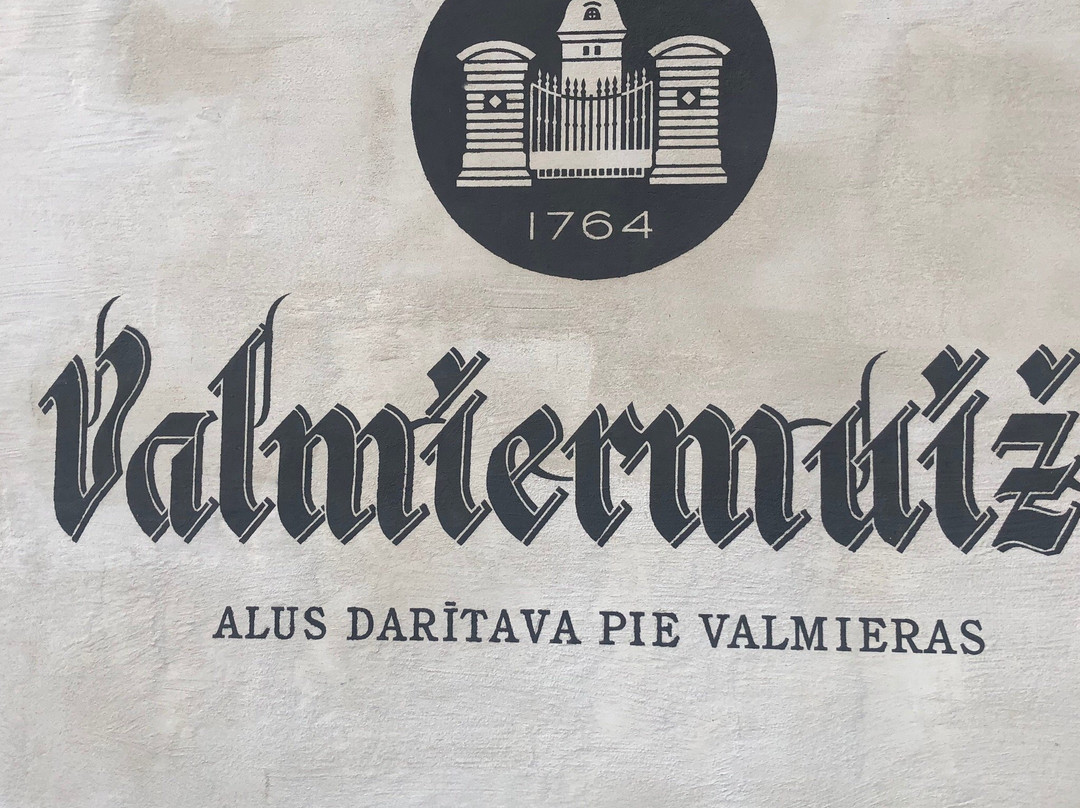 1764
Valmiermuiž
ALUS DARĪTAVA PIE VALMIERAS